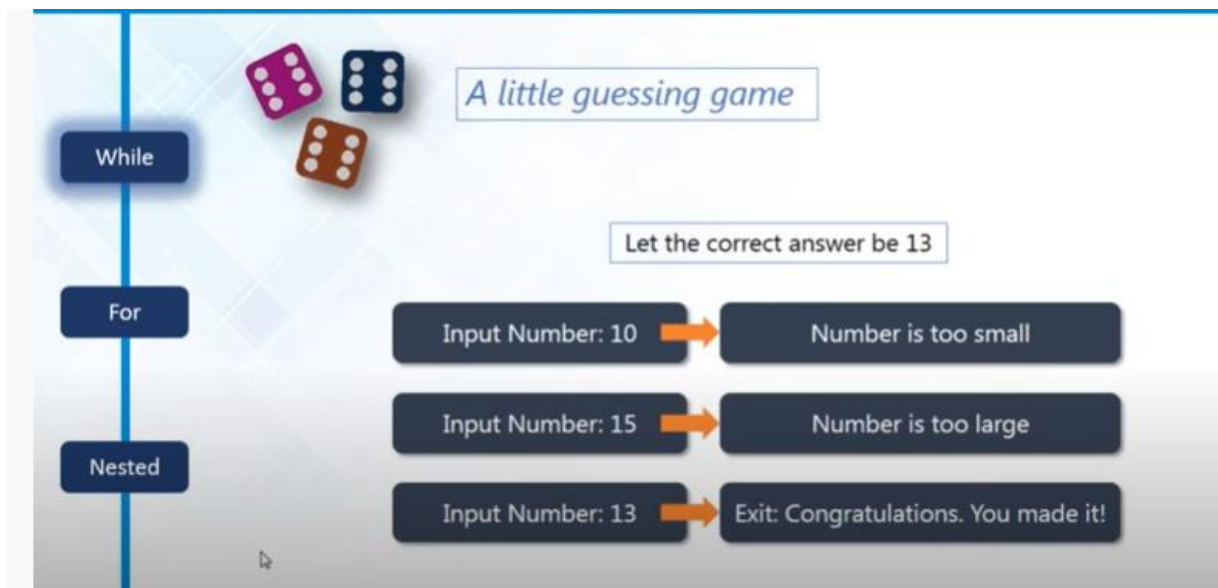 A little guessing game
While
Let the correct answer be 13
For
Input Number: 10
Number is too small
Input Number: 15
Number is too large
Nested
Input Number: 13
Exit: Congratulations. You made it!